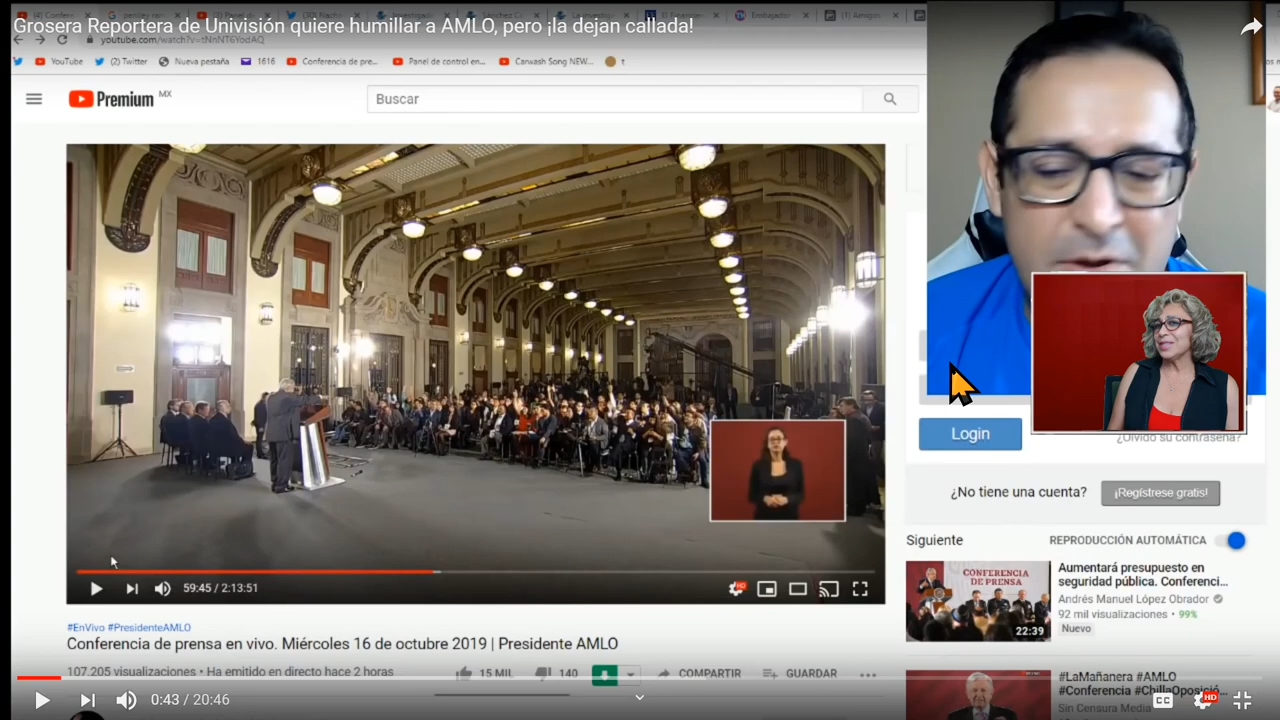 Grosera Reportera de Univisión quiere humillar a AMLO, pero ¡la dejan callada!
youtube.com/watch?v=tNnNT6YodAQ
YouTube
(2) Twitter
Nueva pestaña
1616
Conferencia de pre...
Panel de control en...
Canvash Song NEW...
Premium MX
Buscar
59:45 / 2:13:51
HD
#EnVivo #PresidenteAMLO
Conferencia de prensa en vivo. Miércoles 16 de octubre 2019 | Presidente AMLO
107.205 visualizaciones • Ha emitido en directo hace 2 horas
15 MIL
140
COMPARTIR
GUARDAR
Login
¿Olvidó su contraseña?
¿No tiene una cuenta?
¡Regístrese gratis!
Siguiente
REPRODUCCIÓN AUTOMÁTICA
CONFERENCIA
DE PRENSA
22:39
Aumentará presupuesto en
seguridad pública. Conferenci...
Andrés Manuel López Obrador
92 mil visualizaciones • 99%
Nuevo
#LaMañanera #AMLO
#Conferencia #ChillaOposició...
Sin Censura Media
0:43 / 20:46
CC
HD